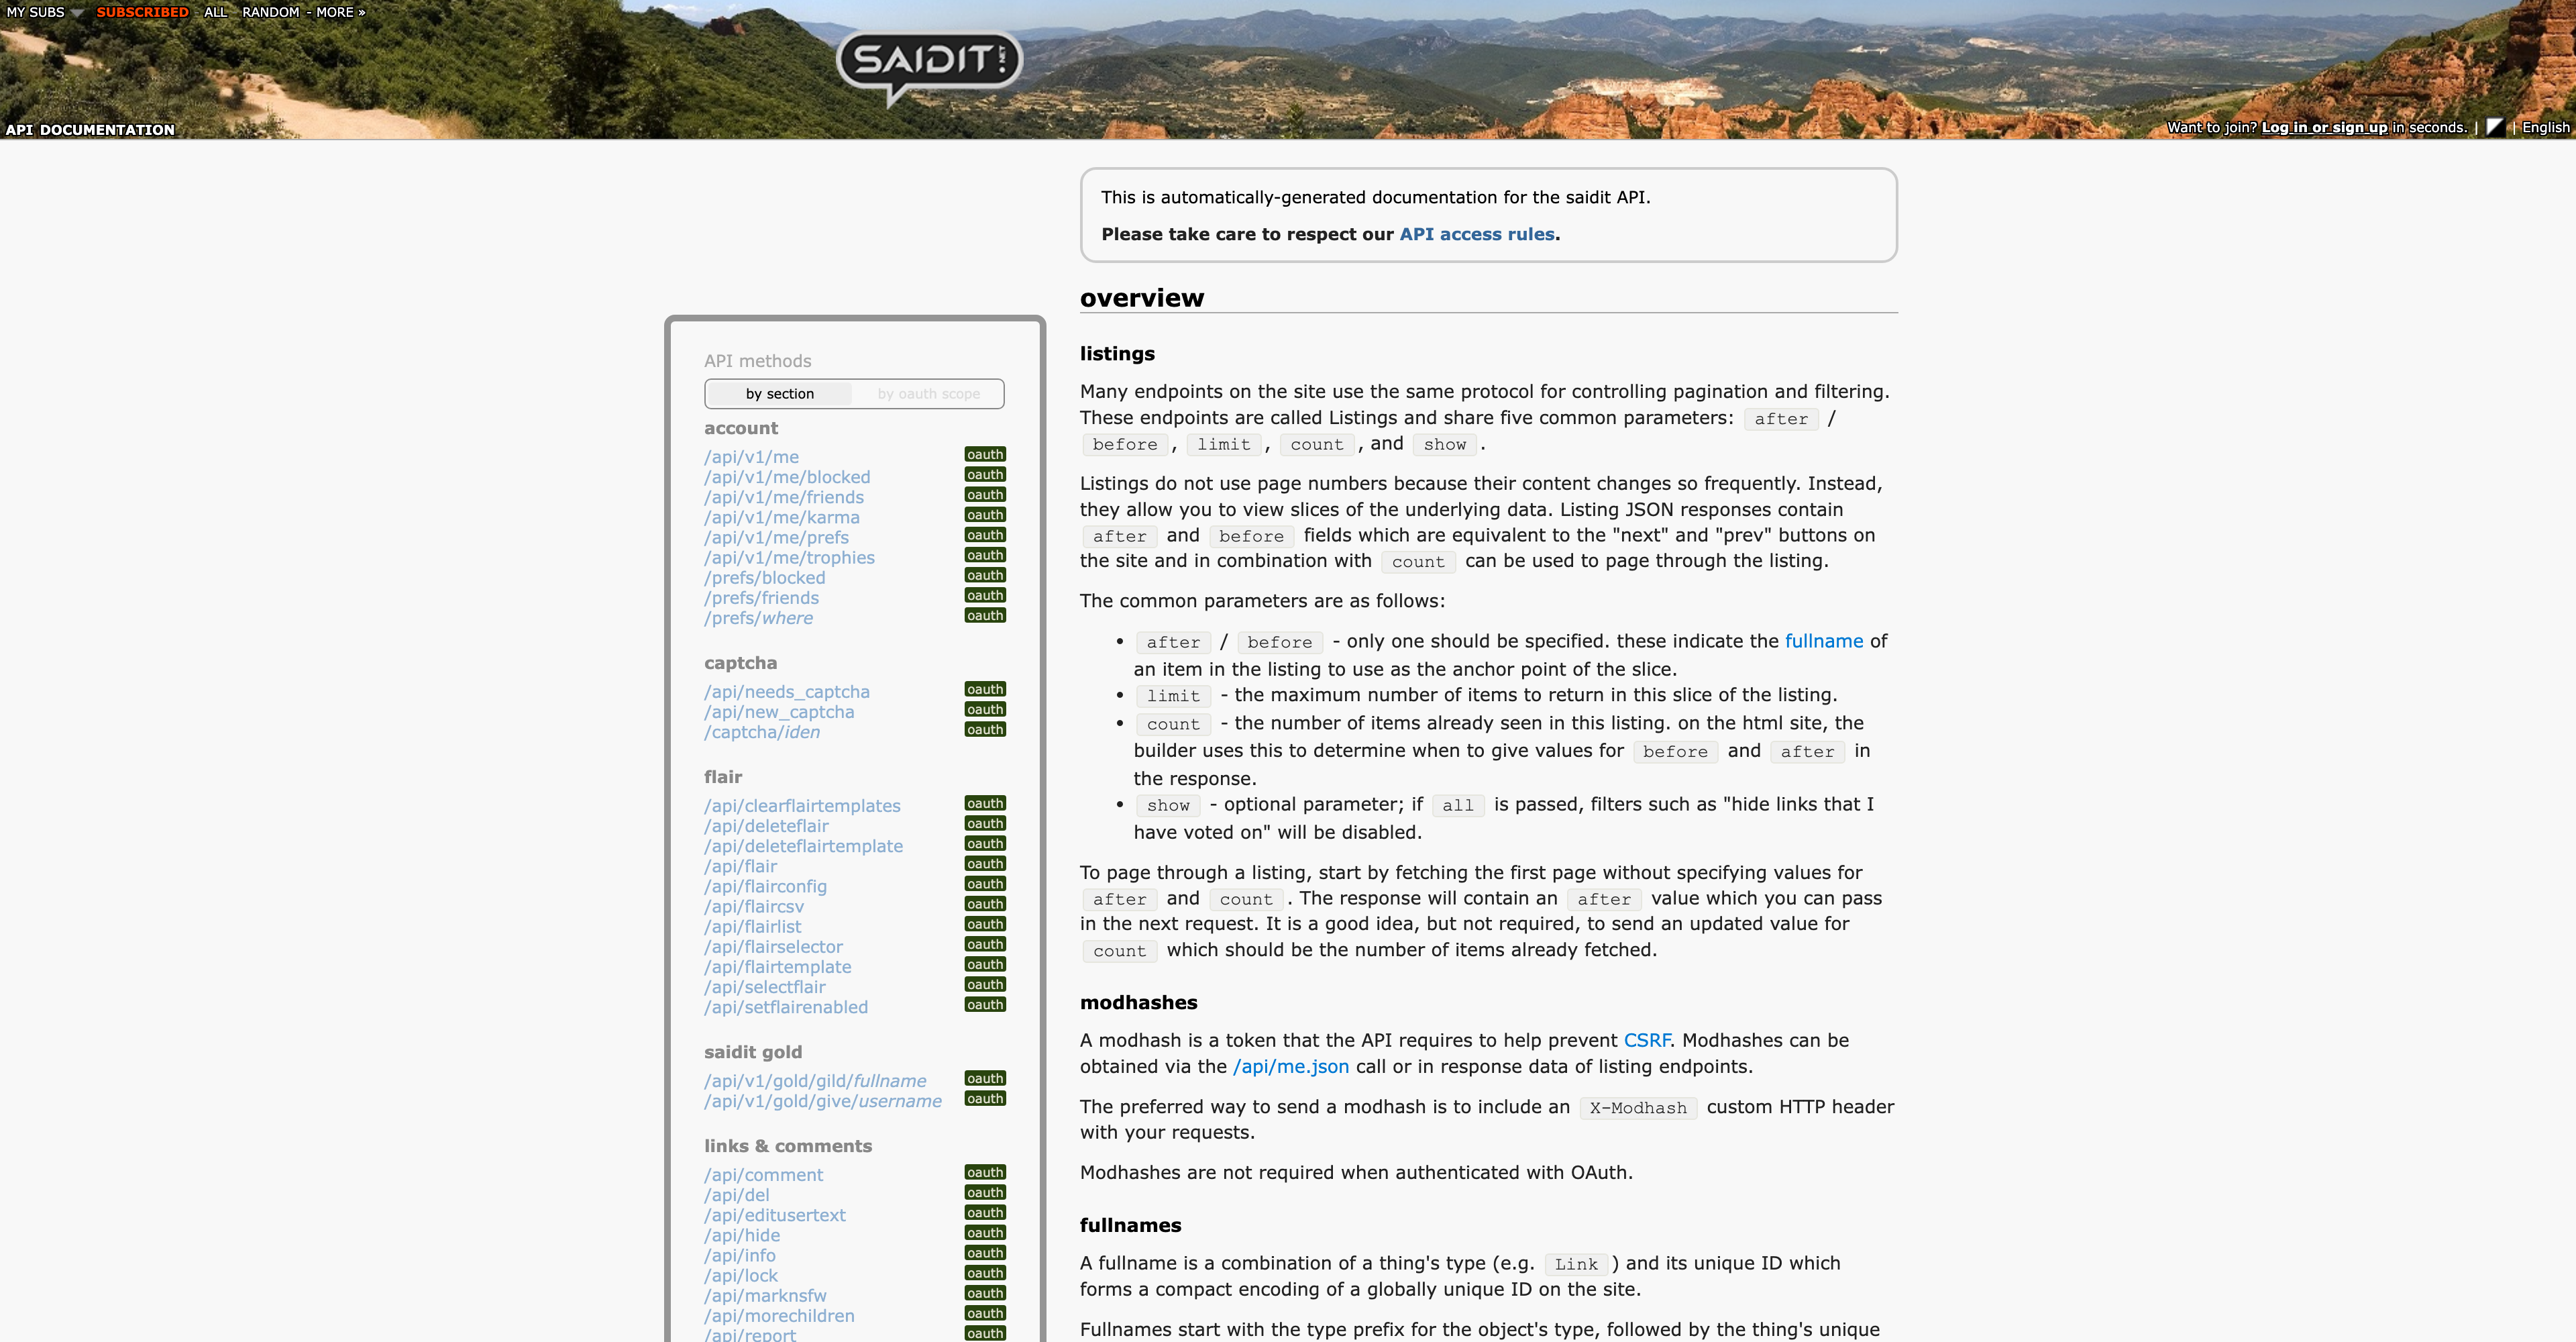 MY SUBS SUBSCRIBED ALL RANDOM - MORE »
SAIDIT!.NET
API DOCUMENTATION
Want to join? Log in or sign up in seconds. | | English
This is automatically-generated documentation for the saidit API.
Please take care to respect our API access rules.
API methods
by section by oauth scope
account
/api/v1/me oauth
/api/v1/me/blocked oauth
/api/v1/me/friends oauth
/api/v1/me/karma oauth
/api/v1/me/prefs oauth
/api/v1/me/trophies oauth
/prefs/blocked oauth
/prefs/friends oauth
/prefs/where oauth
captcha
/api/needs_captcha oauth
/api/new_captcha oauth
/captcha/iden oauth
flair
/api/clearflairtemplates oauth
/api/deleteflair oauth
/api/deleteflairtemplate oauth
/api/flair oauth
/api/flairconfig oauth
/api/flaircsv oauth
/api/flairlist oauth
/api/flairselector oauth
/api/flairtemplate oauth
/api/selectflair oauth
/api/setflairenabled oauth
saidit gold
/api/v1/gold/gild/fullname oauth
/api/v1/gold/give/username oauth
links & comments
/api/comment oauth
/api/del oauth
/api/editusertext oauth
/api/hide oauth
/api/info oauth
/api/lock oauth
/api/marknsfw oauth
/api/morechildren oauth
/api/report oauth
overview
listings
Many endpoints on the site use the same protocol for controlling pagination and filtering.
These endpoints are called Listings and share five common parameters: after /
before , limit , count , and show .
Listings do not use page numbers because their content changes so frequently. Instead,
they allow you to view slices of the underlying data. Listing JSON responses contain
after and before fields which are equivalent to the "next" and "prev" buttons on
the site and in combination with count can be used to page through the listing.
The common parameters are as follows:
• after / before - only one should be specified. these indicate the fullname of
an item in the listing to use as the anchor point of the slice.
• limit - the maximum number of items to return in this slice of the listing.
• count - the number of items already seen in this listing. on the html site, the
builder uses this to determine when to give values for before and after in
the response.
• show - optional parameter; if all is passed, filters such as "hide links that I
have voted on" will be disabled.
To page through a listing, start by fetching the first page without specifying values for
after and count . The response will contain an after value which you can pass
in the next request. It is a good idea, but not required, to send an updated value for
count which should be the number of items already fetched.
modhashes
A modhash is a token that the API requires to help prevent CSRF. Modhashes can be
obtained via the /api/me.json call or in response data of listing endpoints.
The preferred way to send a modhash is to include an X-Modhash custom HTTP header
with your requests.
Modhashes are not required when authenticated with OAuth.
fullnames
A fullname is a combination of a thing's type (e.g. Link ) and its unique ID which
forms a compact encoding of a globally unique ID on the site.
Fullnames start with the type prefix for the object's type, followed by the thing's unique